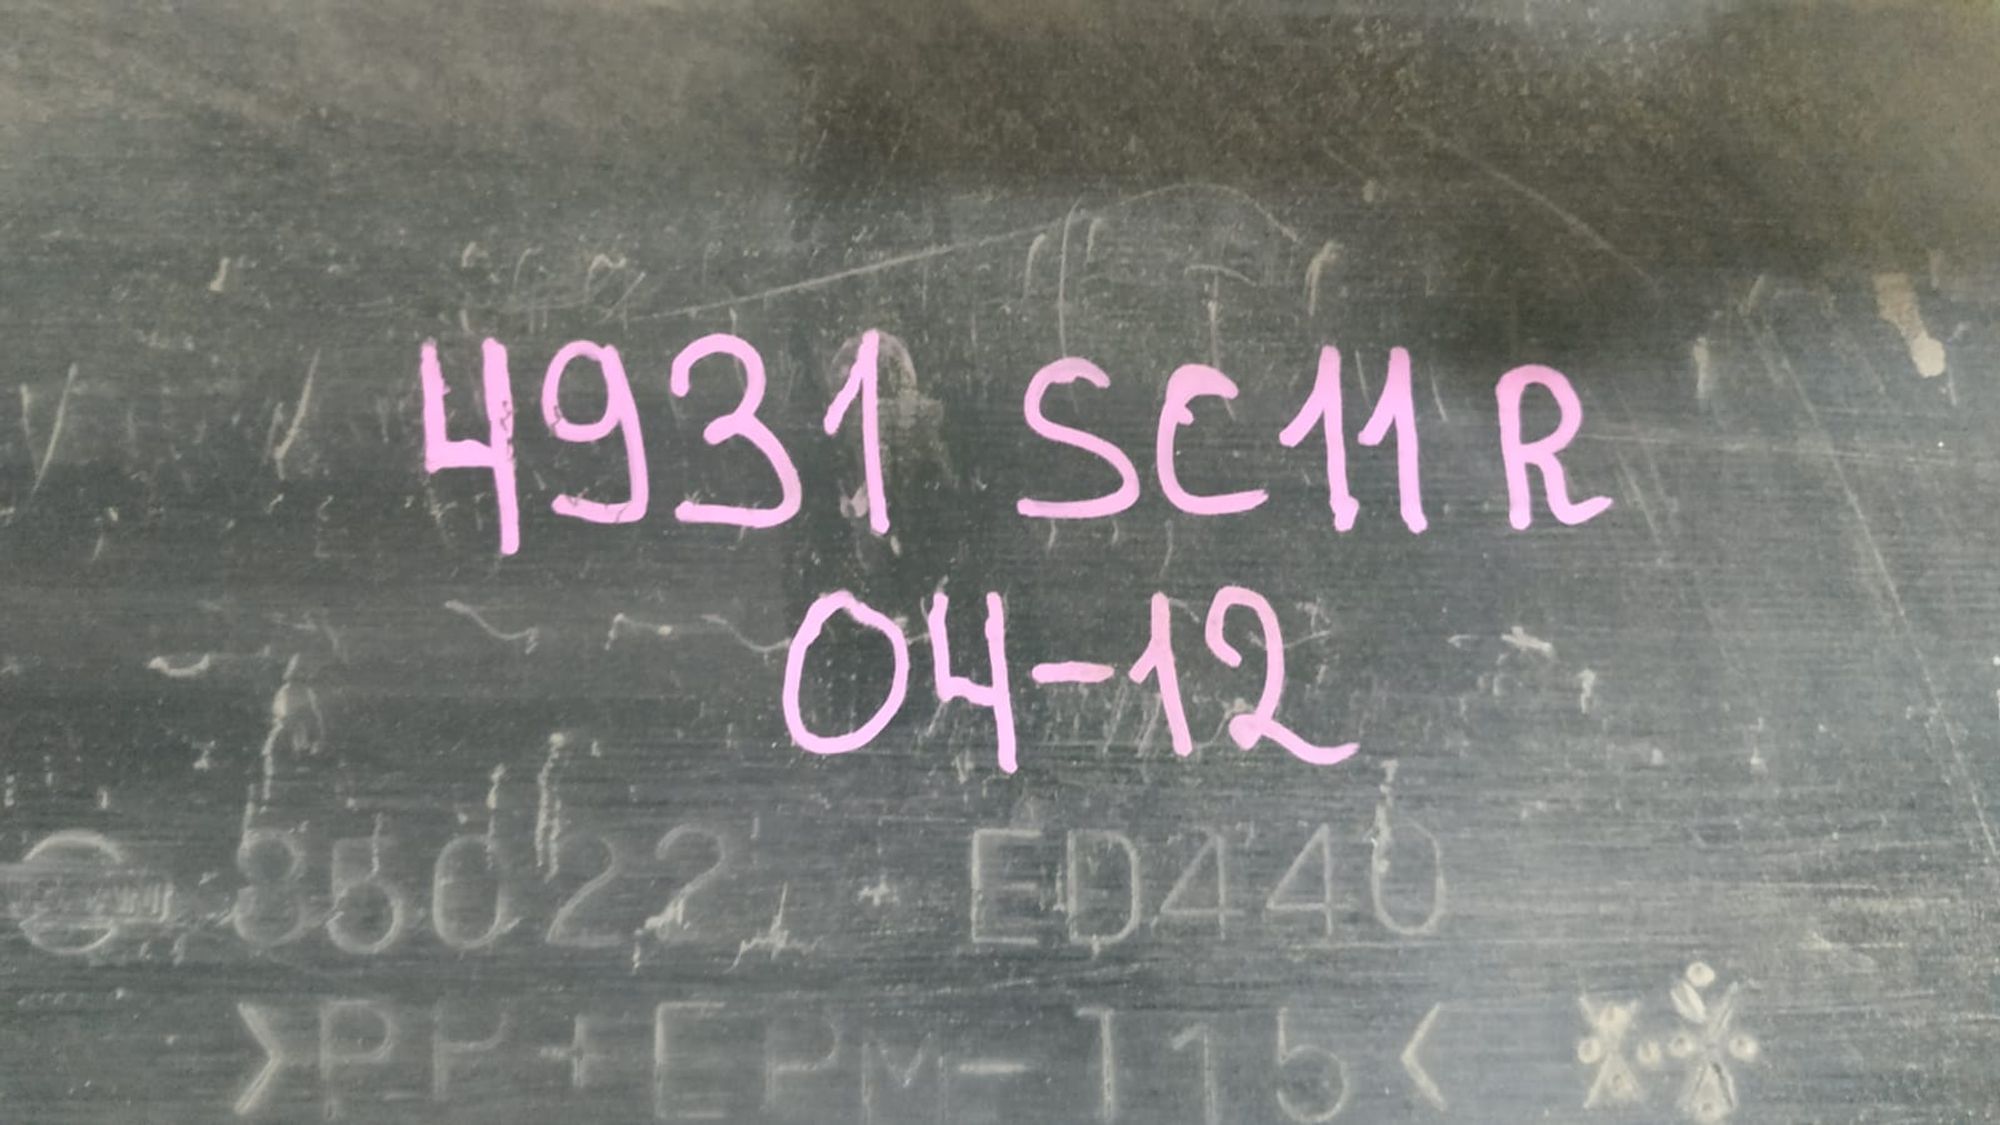 4931 SC11 R
04-12
85022 ED440
>PP+EPM-T15<